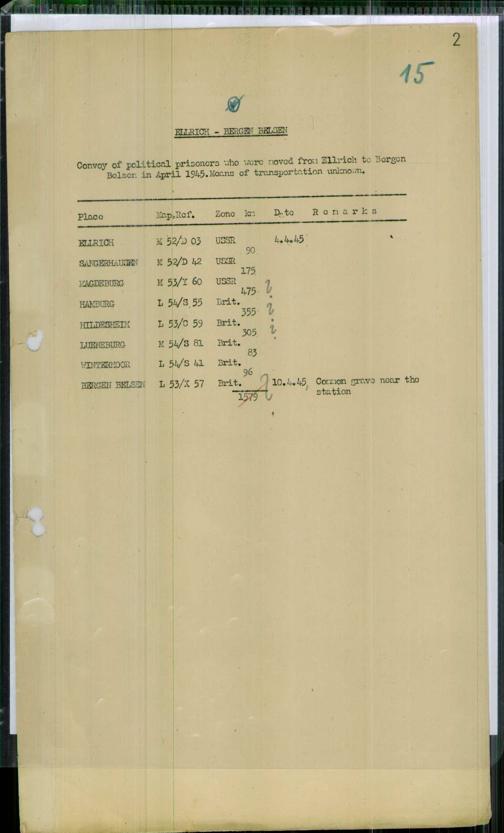 2
15
ELLRICH - BERGEN BELSEN
Convoy of political prisoners who were moved from Ellrich to Bergen
Belsen in April 1945. Means of transportation unknown.
Place Map.Ref. Zone km Date Remarks
ELLRICH M 52/D 03 USSR 4.4.45
90
SANGERHAUSEN M 52/D 42 USSR
175
MAGDEBURG M 53/Y 60 USSR
475 ?
HAMBURG L 54/S 55 Brit.
355 ?
HILDESHEIM L 53/C 59 Brit.
305 ?
LUENEBURG M 54/S 81 Brit.
83
WINTERMOOR L 54/S 41 Brit.
96
BERGEN BELSEN L 53/X 57 Brit. 10.4.45 Common grave near the
station
1579